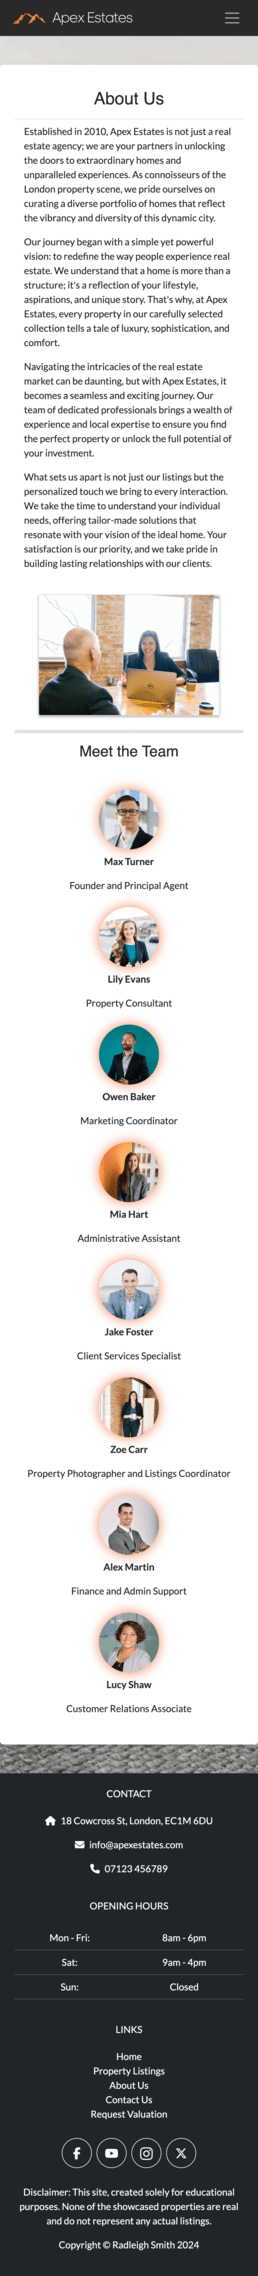 Apex Estates
About Us
Established in 2010, Apex Estates is not just a real
estate agency; we are your partners in unlocking
the doors to extraordinary homes and
unparalleled experiences. As connoisseurs of the
London property scene, we pride ourselves on
curating a diverse portfolio of homes that reflect
the vibrancy and diversity of this dynamic city.
Our journey began with a simple yet powerful
vision: to redefine the way people experience real
estate. We understand that a home is more than a
structure; it's a reflection of your lifestyle,
aspirations, and unique story. That's why, at Apex
Estates, every property in our carefully selected
collection tells a tale of luxury, sophistication, and
comfort.
Navigating the intricacies of the real estate
market can be daunting, but with Apex Estates, it
becomes a seamless and exciting journey. Our
team of dedicated professionals brings a wealth of
experience and local expertise to ensure you find
the perfect property or unlock the full potential of
your investment.
What sets us apart is not just our listings but the
personalized touch we bring to every interaction.
We take the time to understand your individual
needs, offering tailor-made solutions that
resonate with your vision of the ideal home. Your
satisfaction is our priority, and we take pride in
building lasting relationships with our clients.
Meet the Team
Max Turner
Founder and Principal Agent
Lily Evans
Property Consultant
Owen Baker
Marketing Coordinator
Mia Hart
Administrative Assistant
Jake Foster
Client Services Specialist
Zoe Carr
Property Photographer and Listings Coordinator
Alex Martin
Finance and Admin Support
Lucy Shaw
Customer Relations Associate
CONTACT
18 Cowcross St, London, EC1M 6DU
info@apexestates.com
07123 456789
OPENING HOURS
Mon - Fri: 8am - 6pm
Sat: 9am - 4pm
Sun: Closed
LINKS
Home
Property Listings
About Us
Contact Us
Request Valuation
Disclaimer: This site, created solely for educational
purposes. None of the showcased properties are real
and do not represent any actual listings.
Copyright © Radleigh Smith 2024